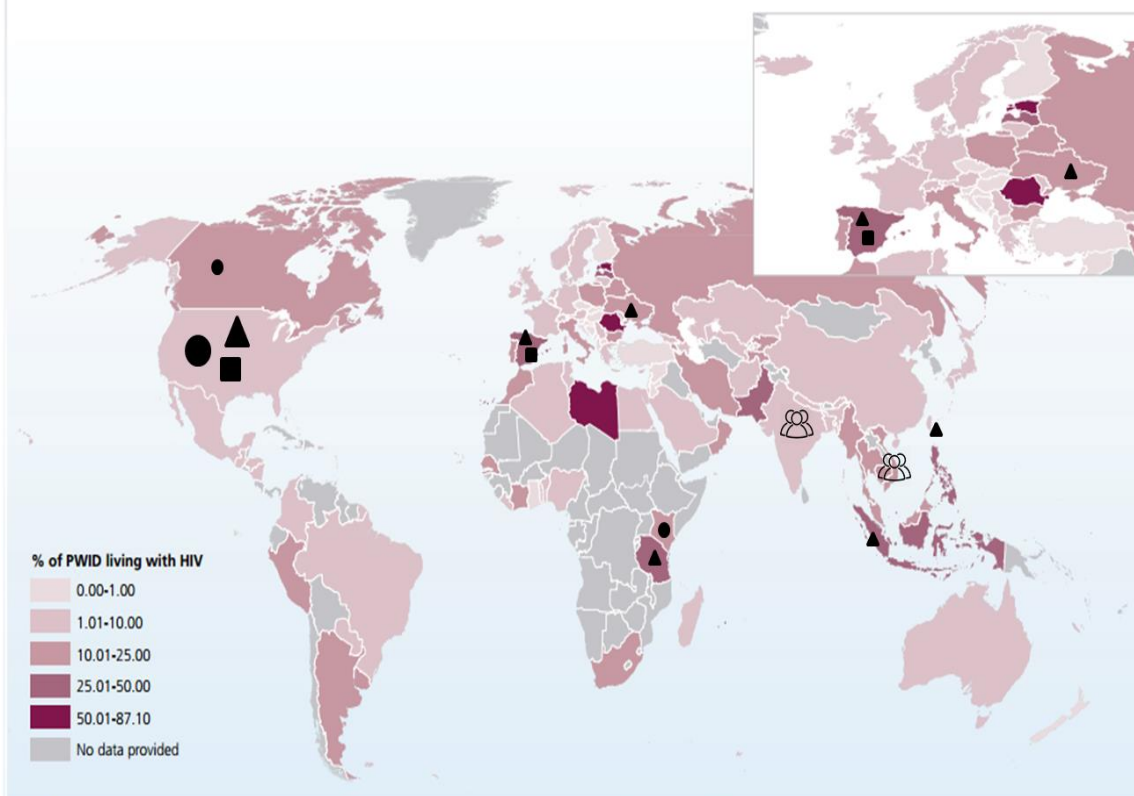 % of PWID living with HIV
0.00-1.00
1.01-10.00
10.01-25.00
25.01-50.00
50.01-87.10
No data provided